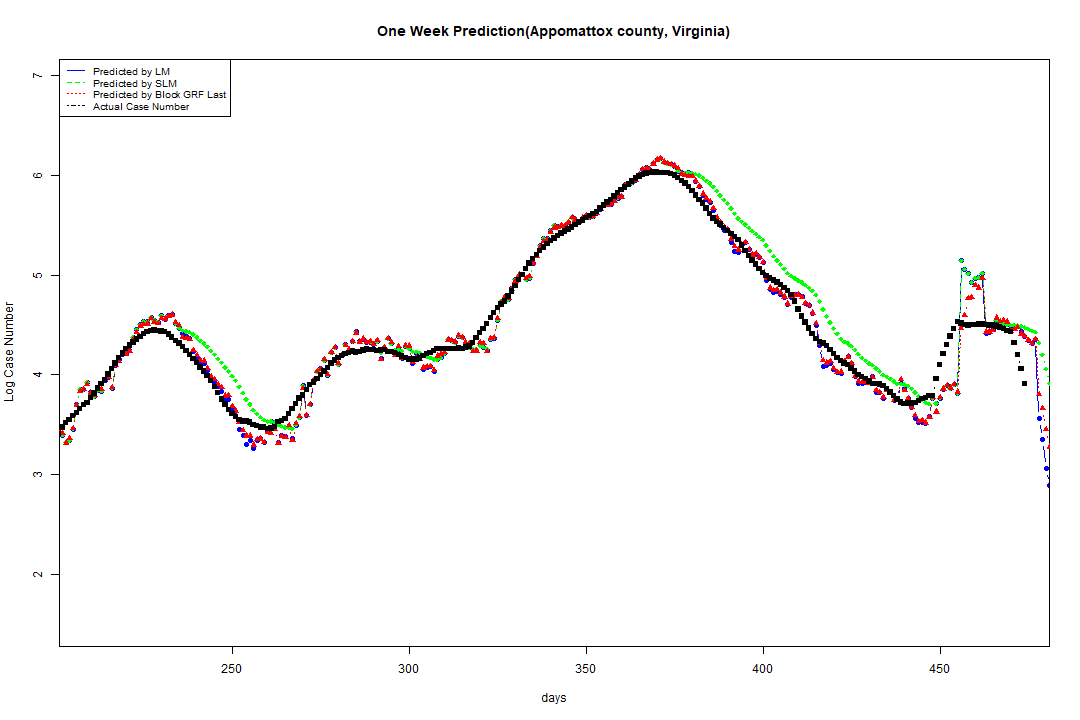 One Week Prediction(Appomattox county, Virginia)
Predicted by LM
Predicted by SLM
Predicted by Block GRF Last
Actual Case Number
7
6
5
4
3
2
Log Case Number
250
300
350
400
450
days